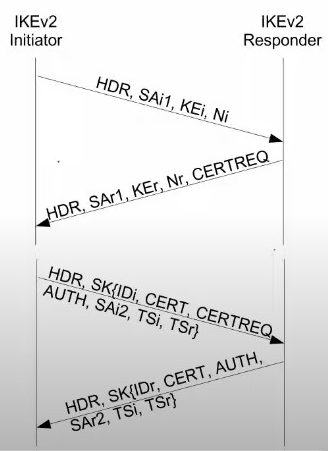 IKEv2
Initiator
IKEv2
Responder
HDR, SAi1, KEi, Ni
HDR, SAr1, KEr, Nr, CERTREQ
HDR, SK{IDi, CERT, CERTREQ
AUTH, SAi2, TSi, TSr}
HDR, SK{IDr, CERT, AUTH,
SAr2, TSi, TSr}